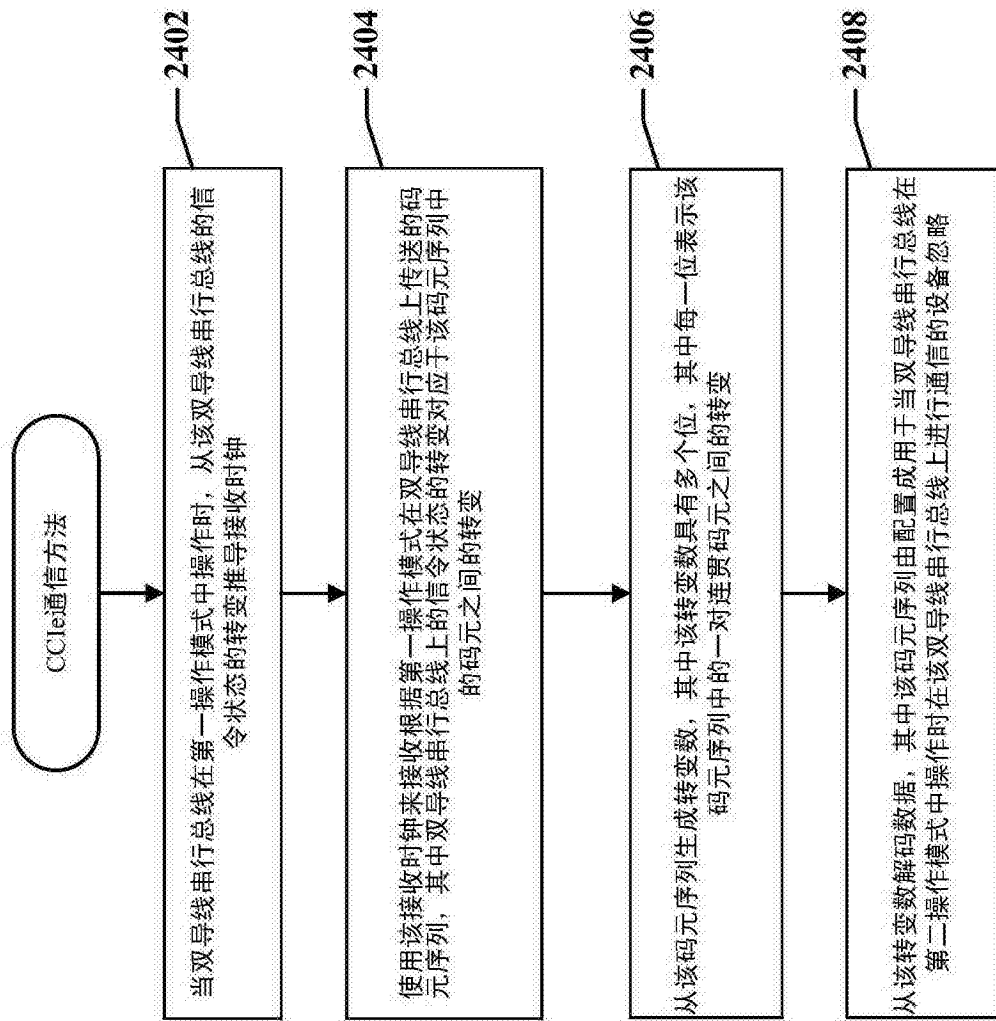 CCIe通信方法
2402
当双导线串行总线在第一操作模式中操作时，从该双导线串行总线的信
令状态的转变推导接收时钟
2404
使用该接收时钟来接收根据第一操作模式在双导线串行总线上传送的码
元序列，其中双导线串行总线上的信令状态的转变对应于该码元序列中
的码元之间的转变
2406
从该码元序列生成转变数，其中该转变数具有多个位，其中每一位表示该
码元序列中的一对连贯码元之间的转变
2408
从该转变数解码数据，其中该码元序列由配置成用于当双导线串行总线在
第二操作模式中操作时在该双导线串行总线上进行通信的设备忽略